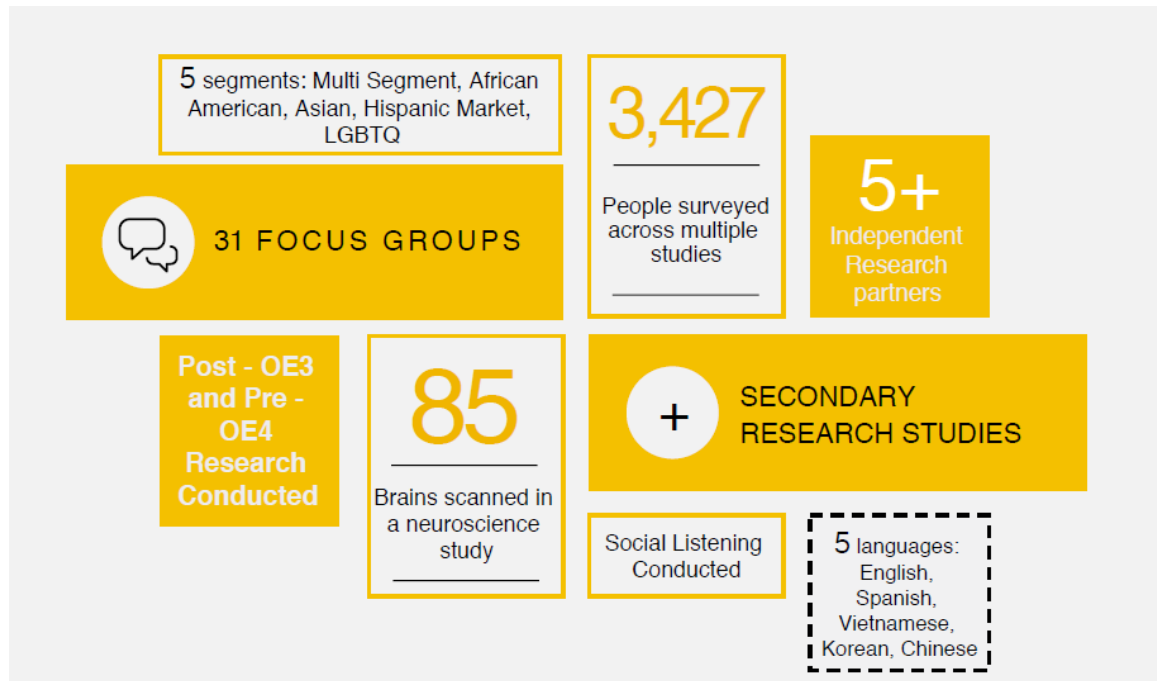 5 segments: Multi Segment, African
American, Asian, Hispanic Market,
LGBTQ
31 FOCUS GROUPS
3,427
People surveyed
across multiple
studies
5+
Independent
Research
partners
Post - OE3
and Pre -
OE4
Research
Conducted
85
Brains scanned in
a neuroscience
study
+
SECONDARY
RESEARCH STUDIES
Social Listening
Conducted
5 languages:
English,
Spanish,
Vietnamese,
Korean, Chinese